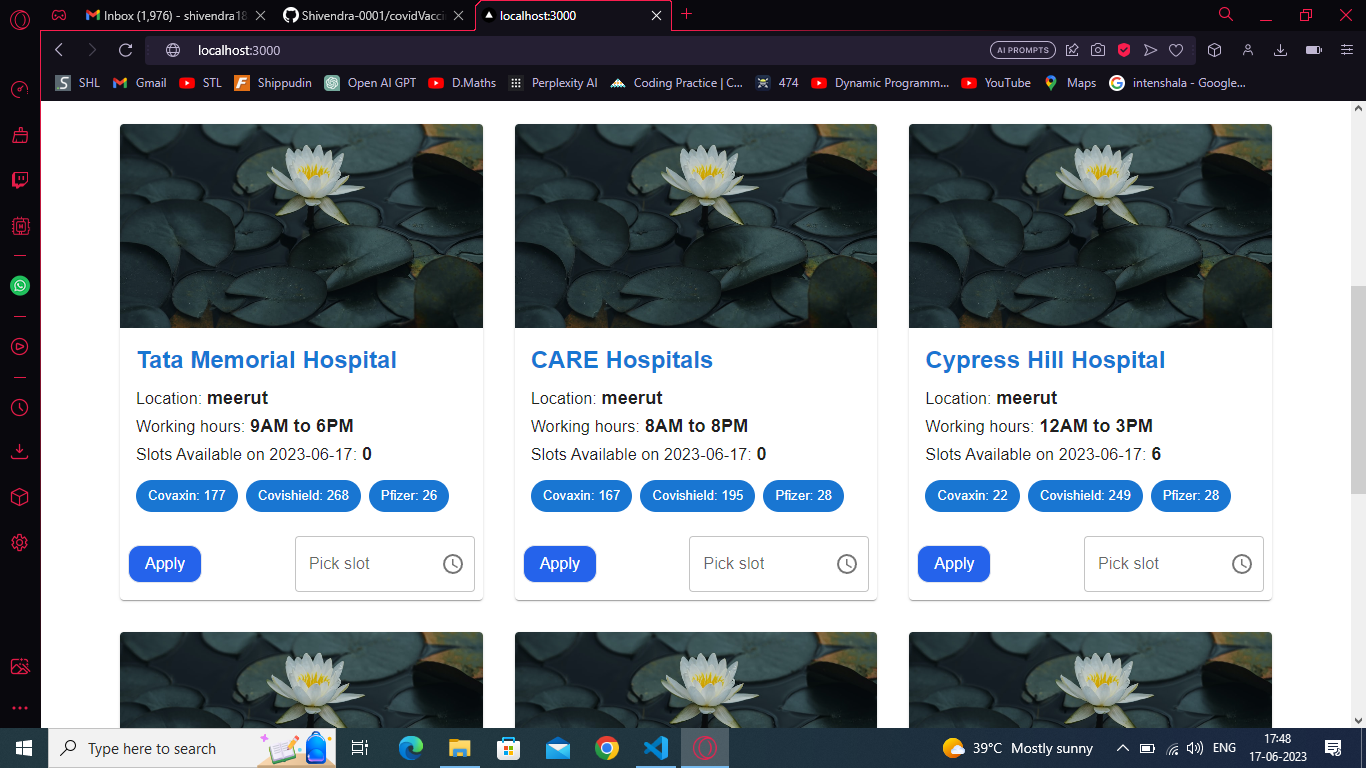 Inbox (1,976) - shivendra18
Shivendra-0001/covidVacci
localhost:3000
localhost:3000
AI PROMPTS
SHL
Gmail
STL
Shippudin
Open AI GPT
D.Maths
Perplexity AI
Coding Practice | C...
474
Dynamic Programm...
YouTube
Maps
intenshala - Google...
Tata Memorial Hospital
Location: meerut
Working hours: 9AM to 6PM
Slots Available on 2023-06-17: 0
Covaxin: 177
Covishield: 268
Pfizer: 26
Apply
Pick slot
CARE Hospitals
Location: meerut
Working hours: 8AM to 8PM
Slots Available on 2023-06-17: 0
Covaxin: 167
Covishield: 195
Pfizer: 28
Apply
Pick slot
Cypress Hill Hospital
Location: meerut
Working hours: 12AM to 3PM
Slots Available on 2023-06-17: 6
Covaxin: 22
Covishield: 249
Pfizer: 28
Apply
Pick slot
Type here to search
39°C Mostly sunny
ENG
17:48
17-06-2023